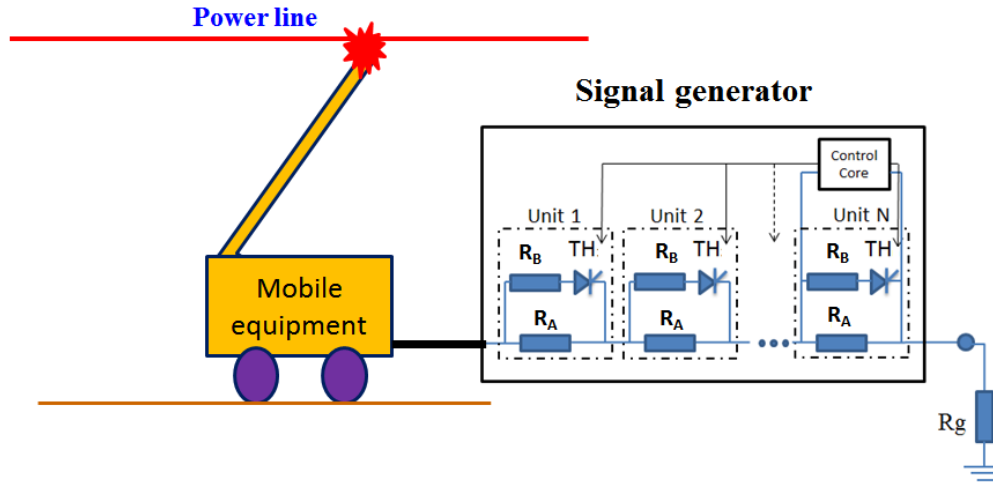 Power line
Signal generator
Control
Core
Unit 1
Unit 2
Unit N
RB
TH
RB
TH
RB
TH
RA
RA
RA
Mobile
equipment
Rg